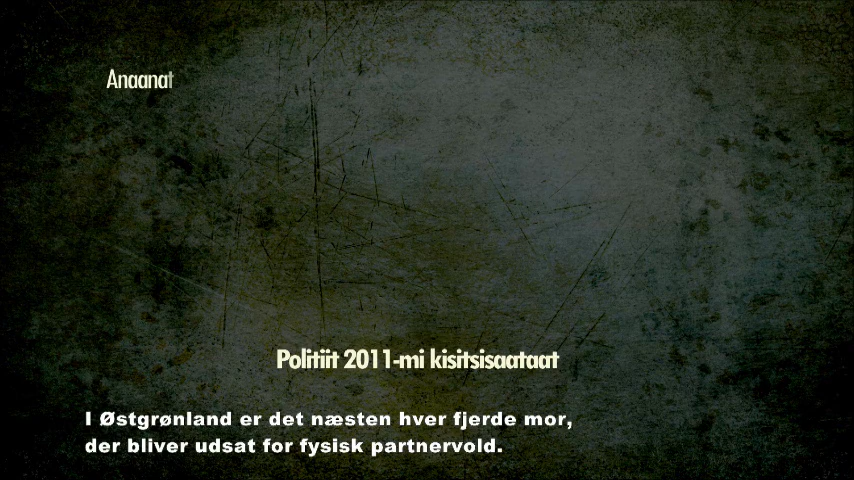 Anaanat
Politiit 2011-mi kisitsisaataat
I Østgrønland er det næsten hver fjerde mor,
der bliver udsat for fysisk partnervold.